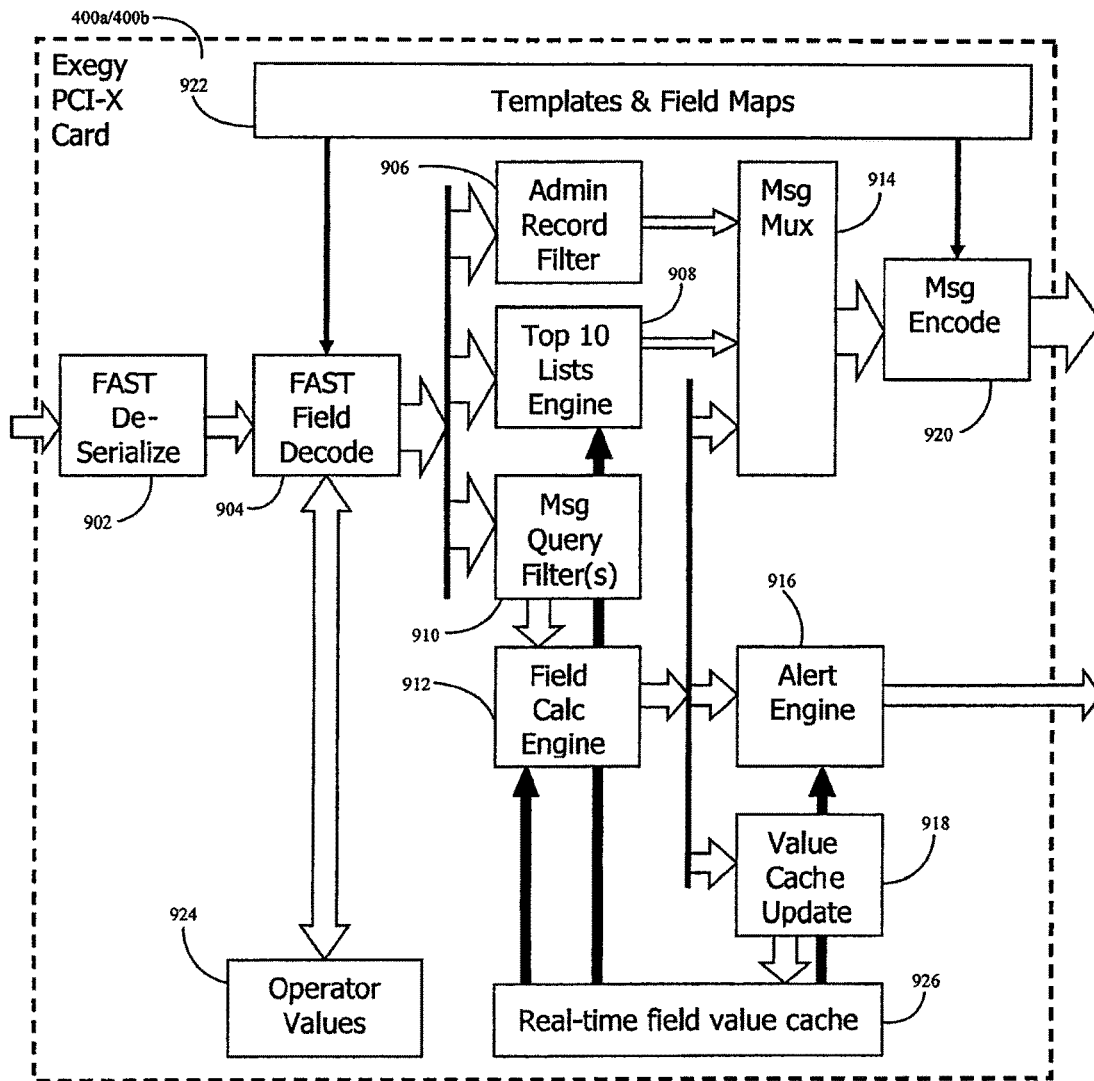 400a/400b
Exegy
PCI-X
Card
922
Templates & Field Maps
906
Admin
Record
Filter
Msg
Mux
914
908
Top 10
Lists
Engine
Msg
Encode
920
FAST
De-
Serialize
902
FAST
Field
Decode
904
Msg
Query
Filter(s)
910
912
Field
Calc
Engine
916
Alert
Engine
918
Value
Cache
Update
924
Operator
Values
926
Real-time field value cache